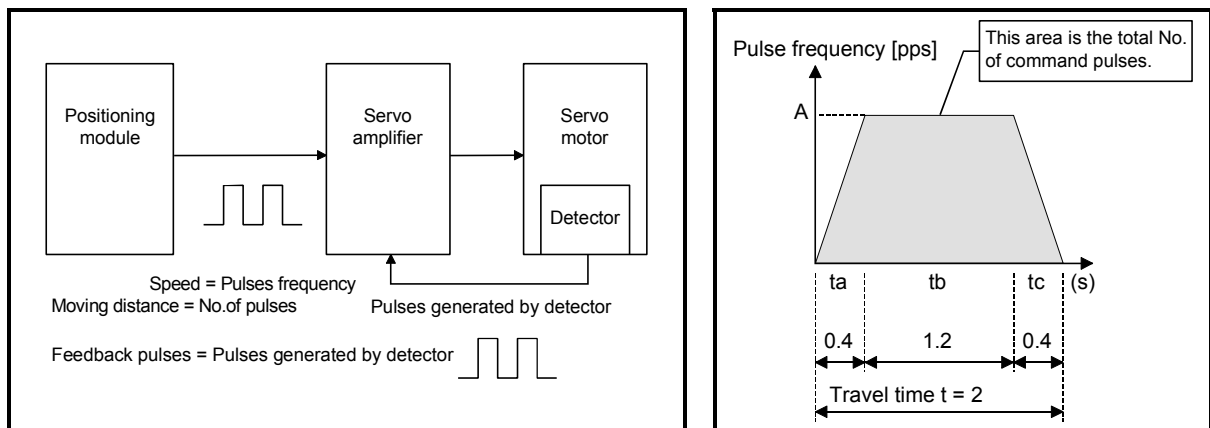 Positioning
module
Servo
amplifier
Servo
motor
Detector
Speed = Pulses frequency
Moving distance = No.of pulses
Pulses generated by detector
Feedback pulses = Pulses generated by detector
Pulse frequency [pps]
This area is the total No.
of command pulses.
A
ta
tb
tc
(s)
0.4
1.2
0.4
Travel time t = 2